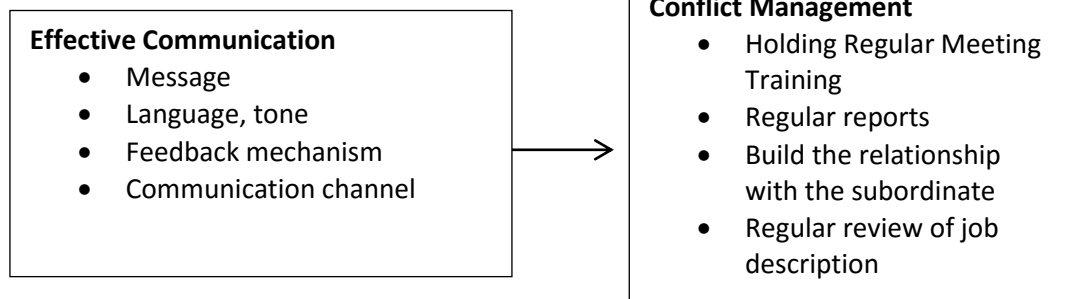 Effective Communication
• Message
• Language, tone
• Feedback mechanism
• Communication channel
Conflict Management
• Holding Regular Meeting
Training
• Regular reports
• Build the relationship
with the subordinate
• Regular review of job
description